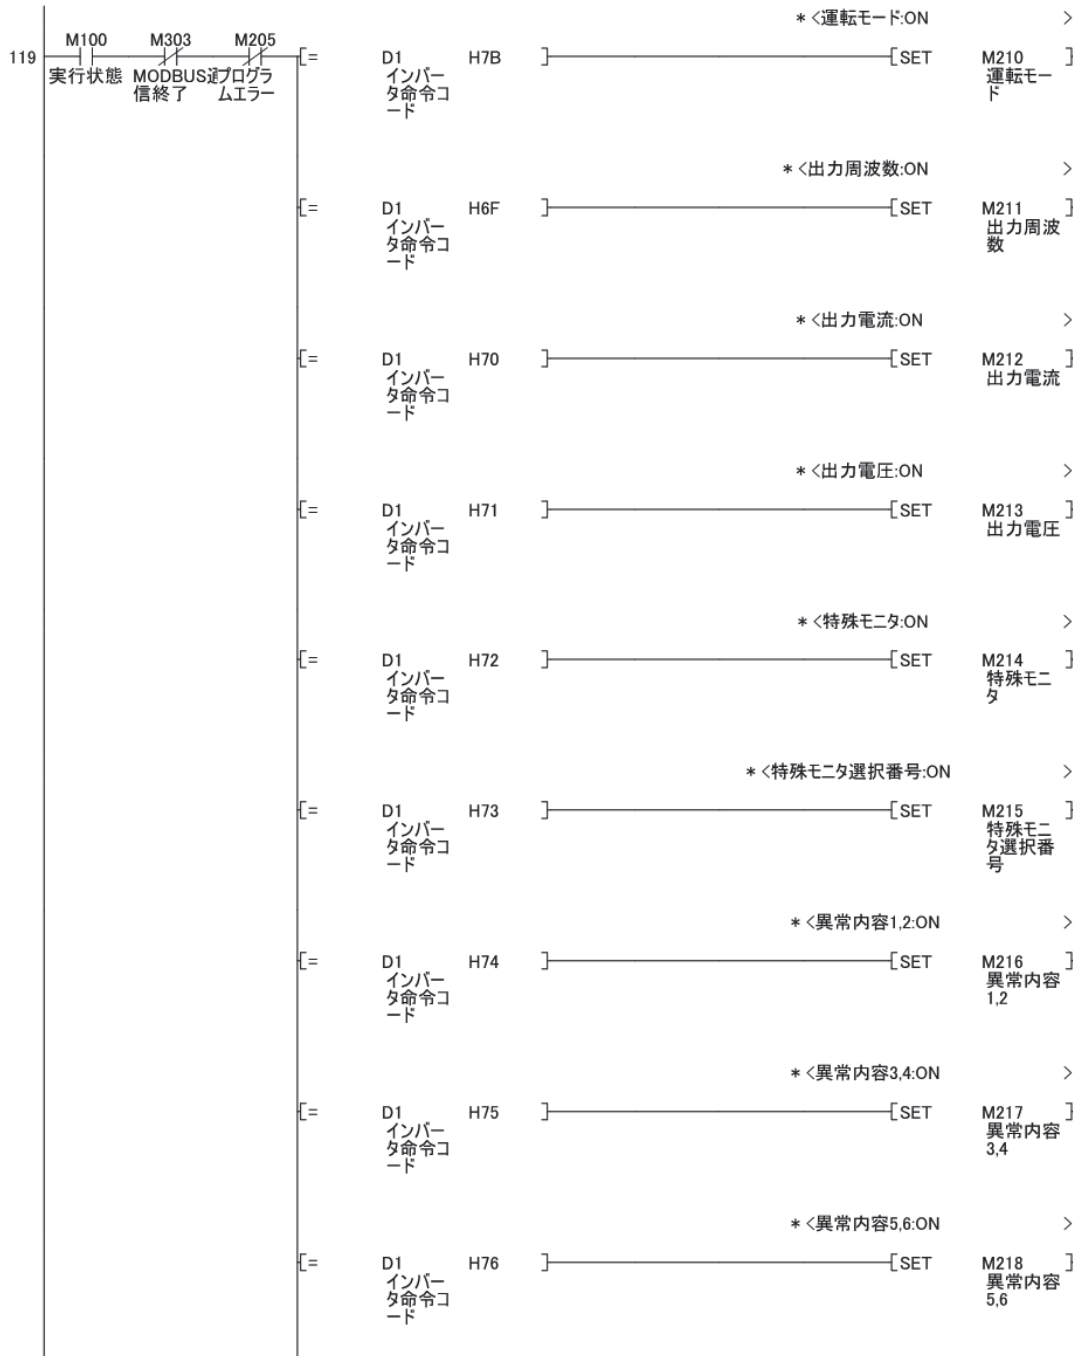 *<運転モード:ON >
119 M100 M303 M205 [= D1 H7B ] [SET M210 ]
実行状態 MODBUS通 プログラ インバー 運転モー
信終了 ムエラー タ命令コ ド
ード
*<出力周波数:ON >
[= D1 H6F ] [SET M211 ]
インバー 出力周波
タ命令コ 数
ード
*<出力電流:ON >
[= D1 H70 ] [SET M212 ]
インバー 出力電流
タ命令コ
ード
*<出力電圧:ON >
[= D1 H71 ] [SET M213 ]
インバー 出力電圧
タ命令コ
ード
*<特殊モニタ:ON >
[= D1 H72 ] [SET M214 ]
インバー 特殊モニ
タ命令コ タ
ード
*<特殊モニタ選択番号:ON >
[= D1 H73 ] [SET M215 ]
インバー 特殊モニ
タ命令コ タ選択番
ード 号
*<異常内容1,2:ON >
[= D1 H74 ] [SET M216 ]
インバー 異常内容
タ命令コ 1,2
ード
*<異常内容3,4:ON >
[= D1 H75 ] [SET M217 ]
インバー 異常内容
タ命令コ 3,4
ード
*<異常内容5,6:ON >
[= D1 H76 ] [SET M218 ]
インバー 異常内容
タ命令コ 5,6
ード